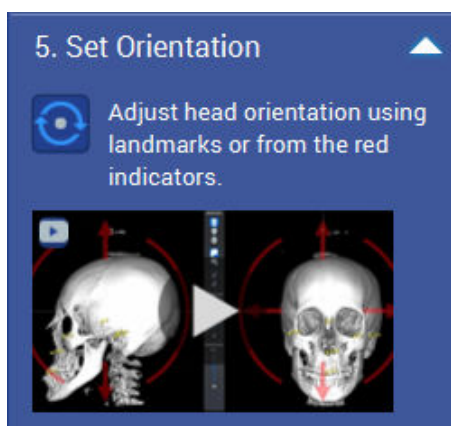 5. Set Orientation
Adjust head orientation using
landmarks or from the red
indicators.